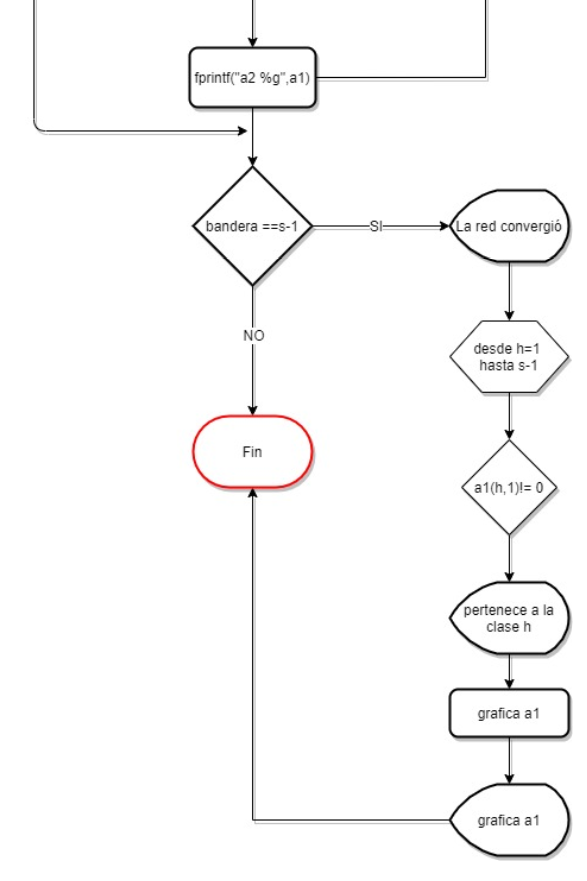 fprintf("a2 %g",a1)
bandera ==s-1
SI
La red convergió
NO
desde h=1
hasta s-1
Fin
a1(h,1)!= 0
pertenece a la
clase h
grafica a1
grafica a1